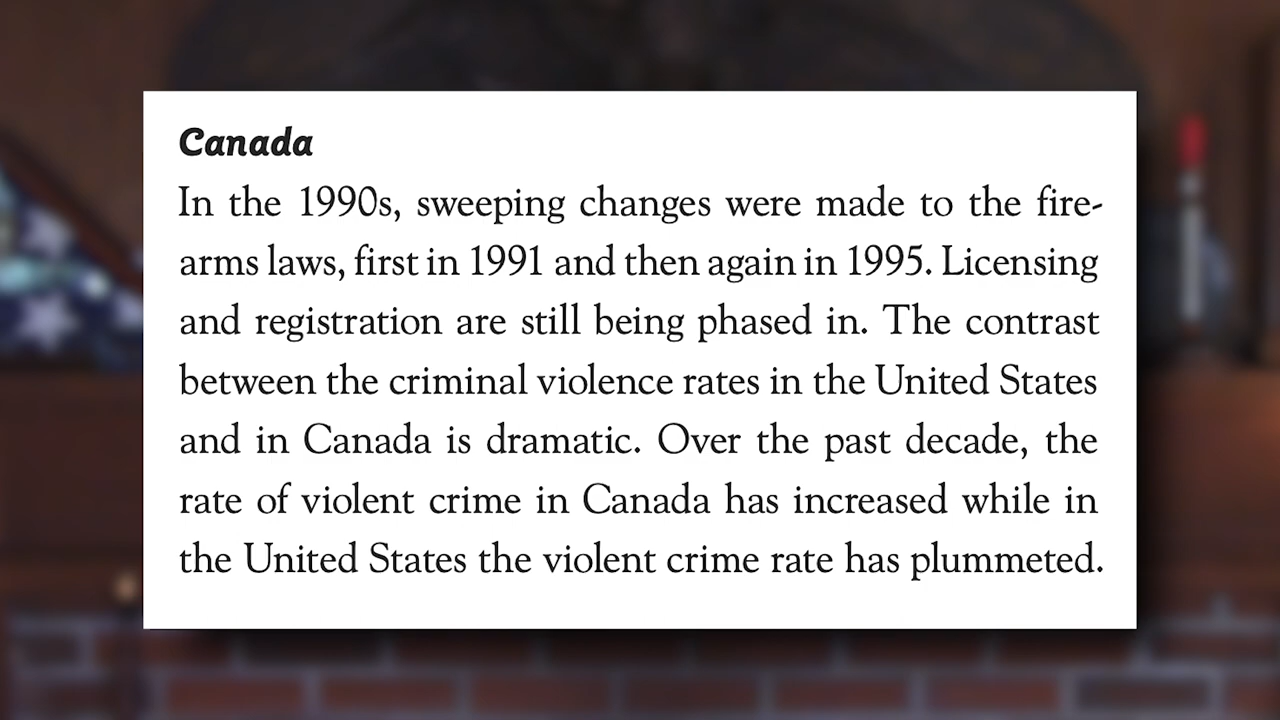 Canada
In the 1990s, sweeping changes were made to the fire-
arms laws, first in 1991 and then again in 1995. Licensing
and registration are still being phased in. The contrast
between the criminal violence rates in the United States
and in Canada is dramatic. Over the past decade, the
rate of violent crime in Canada has increased while in
the United States the violent crime rate has plummeted.